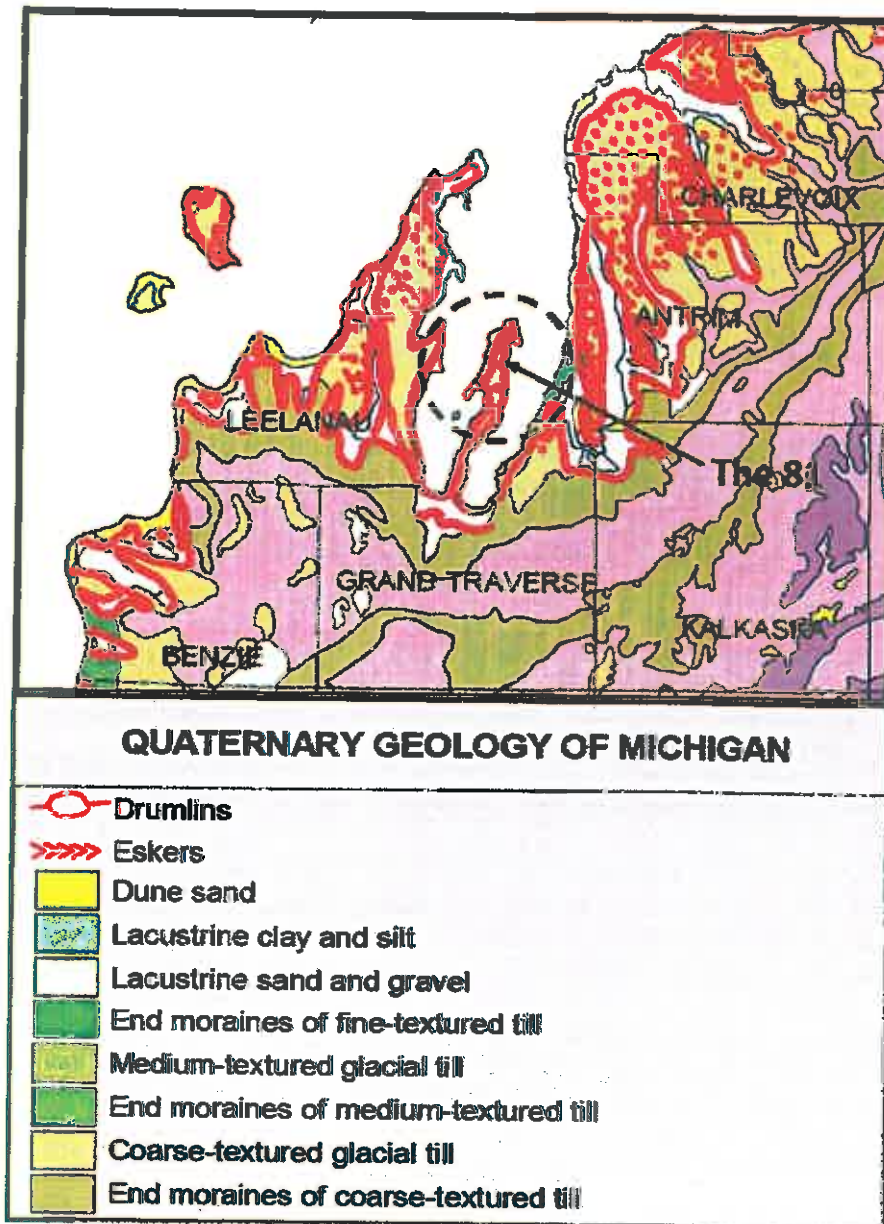 CHARLEVOIX
ANTRIM
LEELANAU
The 81
GRAND TRAVERSE
KALKASKA
BENZIE
QUATERNARY GEOLOGY OF MICHIGAN
Drumlins
Eskers
Dune sand
Lacustrine clay and silt
Lacustrine sand and gravel
End moraines of fine-textured till
Medium-textured glacial till
End moraines of medium-textured till
Coarse-textured glacial till
End moraines of coarse-textured till